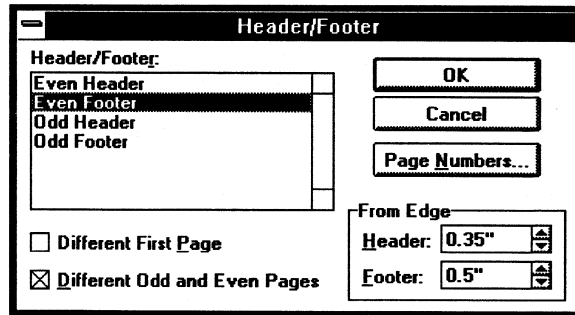 Header/Footer
Header/Footer:
Even Header
Even Footer
Odd Header
Odd Footer
OK
Cancel
Page Numbers...
Different First Page
Different Odd and Even Pages
From Edge
Header: 0.35"
Footer: 0.5"